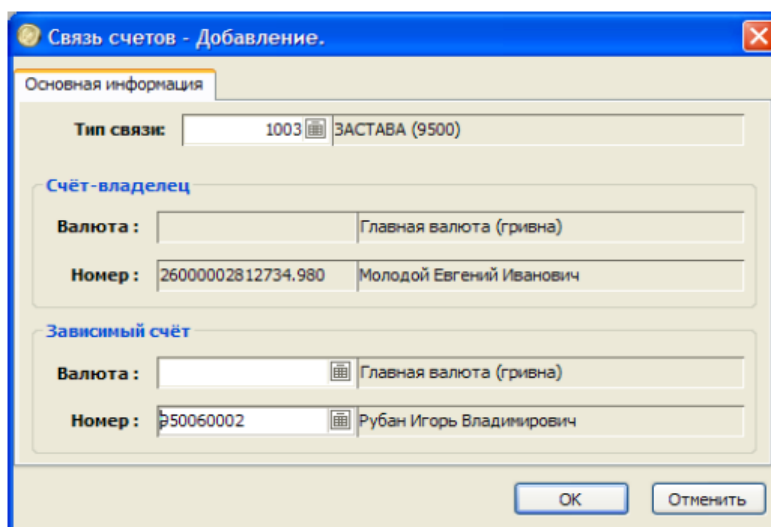 Связь счетов - Добавление.
Основная информация
Тип связи: 1003 ЗАСТАВА (9500)
Счёт-владелец
Валюта : Главная валюта (гривна)
Номер : 26000002812734.980 Молодой Евгений Иванович
Зависимый счёт
Валюта : Главная валюта (гривна)
Номер : 950060002 Рубан Игорь Владимирович
OK Отменить